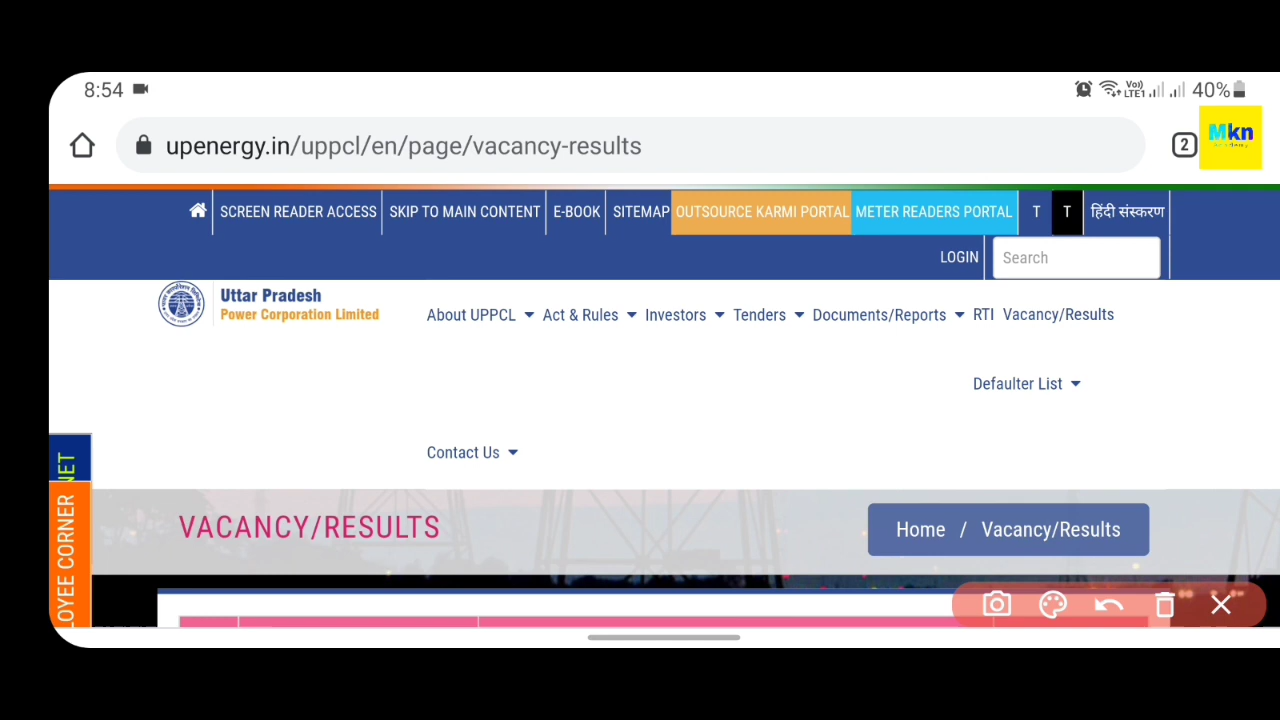 8:54
Vo) LTE1 40%
upenergy.in/uppcl/en/page/vacancy-results
2
Mkn
SCREEN READER ACCESS SKIP TO MAIN CONTENT E-BOOK SITEMAP OUTSOURCE KARMI PORTAL METER READERS PORTAL T T हिंदी संस्करण
LOGIN Search
Uttar Pradesh
Power Corporation Limited
About UPPCL Act & Rules Investors Tenders Documents/Reports RTI Vacancy/Results
Defaulter List
Contact Us
NET
LOYEE CORNER
VACANCY/RESULTS
Home / Vacancy/Results